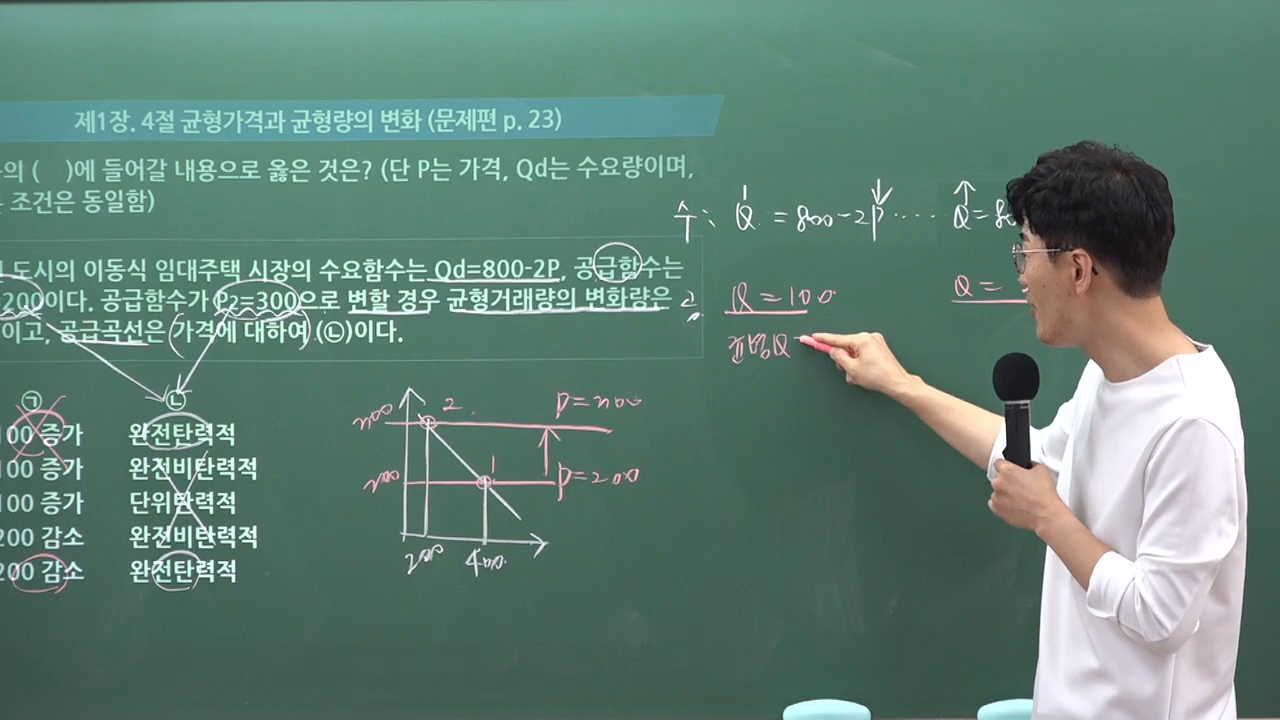 제1장. 4절 균형가격과 균형량의 변화 (문제편 p. 23)
의 ( )에 들어갈 내용으로 옳은 것은? (단 P는 가격, Qd는 수요량이며,
조건은 동일함)
도시의 이동식 임대주택 시장의 수요함수는 Qd=800-2P, 공급함수는
200이다. 공급함수가 P₂=300으로 변할 경우 균형거래량의 변화량은
이고, 공급곡선은 가격에 대하여 (㉡)이다.
㉠ ㉡
100 증가 완전탄력적
100 증가 완전비탄력적
100 증가 단위탄력적
200 감소 완전비탄력적
200 감소 완전탄력적
수: Q = 800-2P ..... Q=80
2. Q = 100 Q =
300 2 P=300
200 1 P=200
200 400